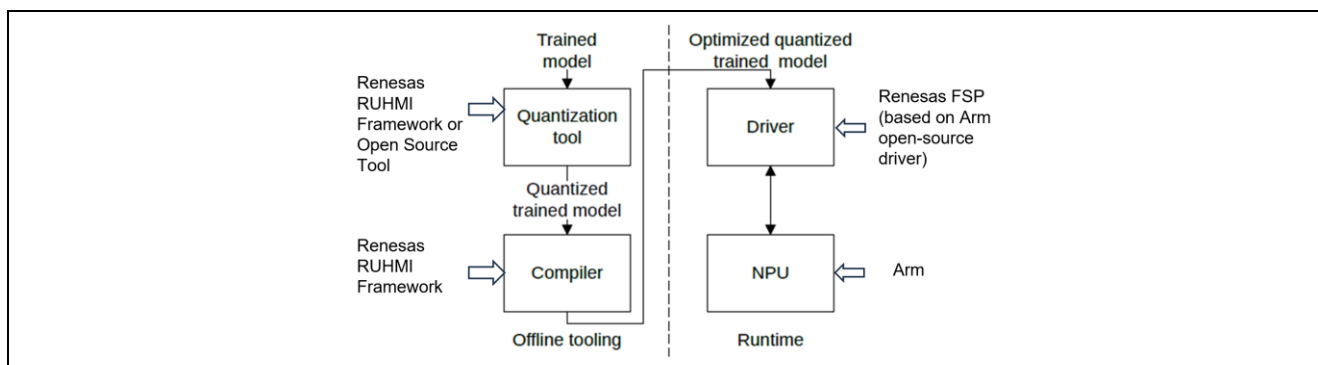 Trained
model
Renesas
RUHMI
Framework or
Open Source
Tool
Quantization
tool
Quantized
trained model
Renesas
RUHMI
Framework
Compiler
Offline tooling
Optimized quantized
trained model
Driver
Renesas FSP
(based on Arm
open-source
driver)
NPU
Arm
Runtime